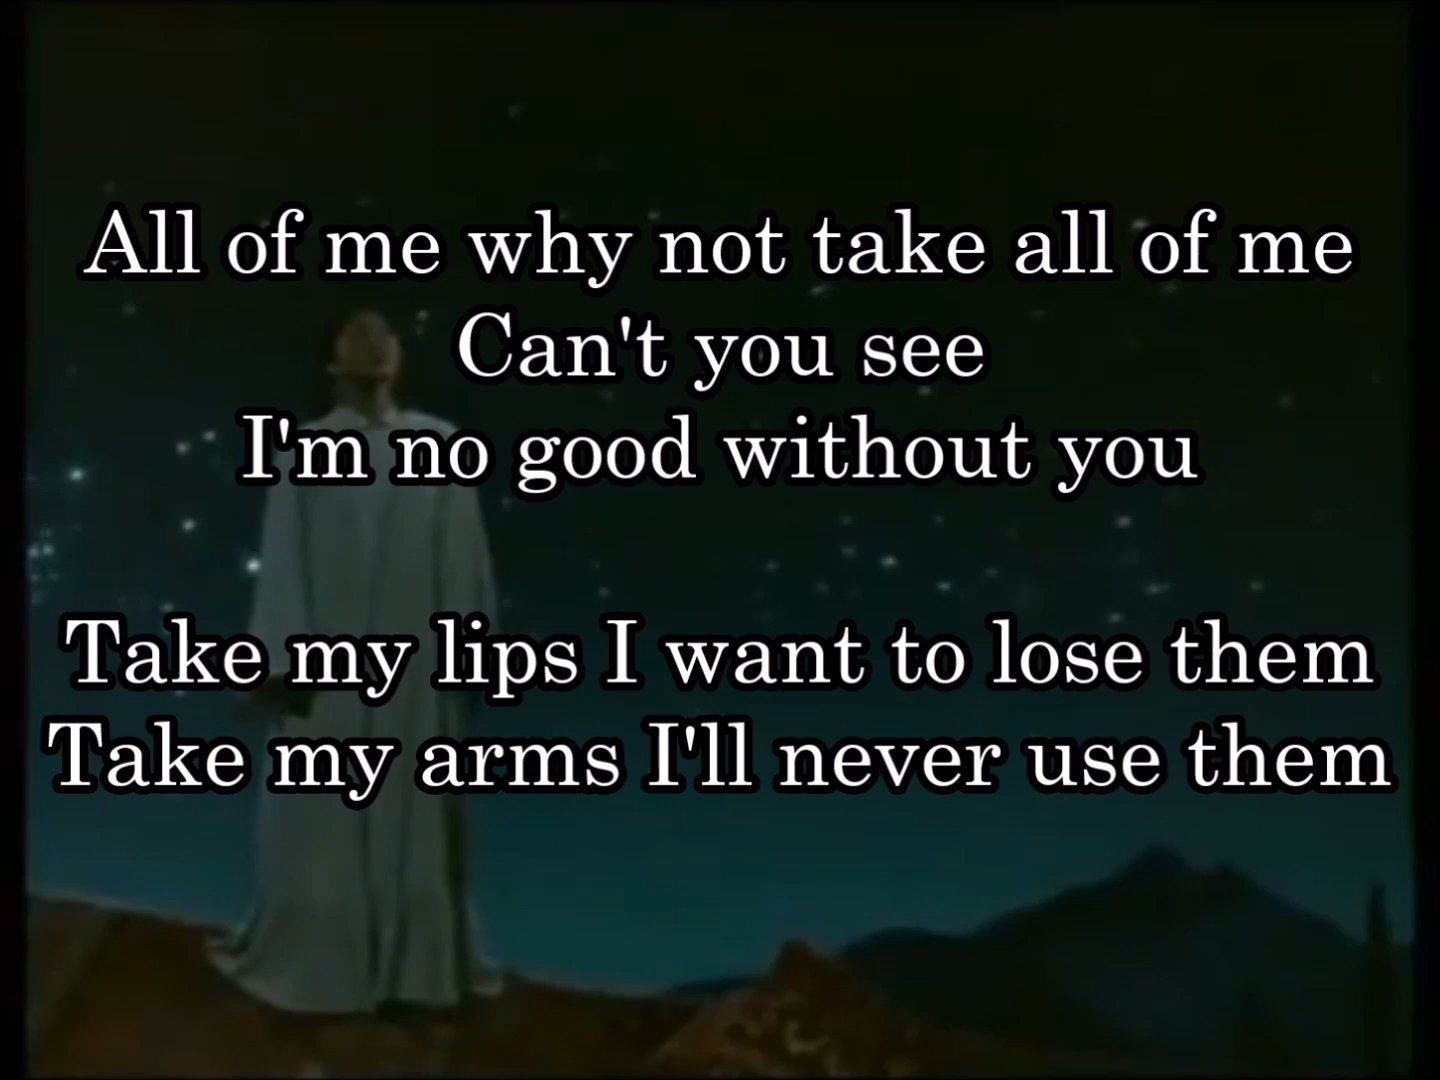 All of me why not take all of me
Can't you see
I'm no good without you
Take my lips I want to lose them
Take my arms I'll never use them